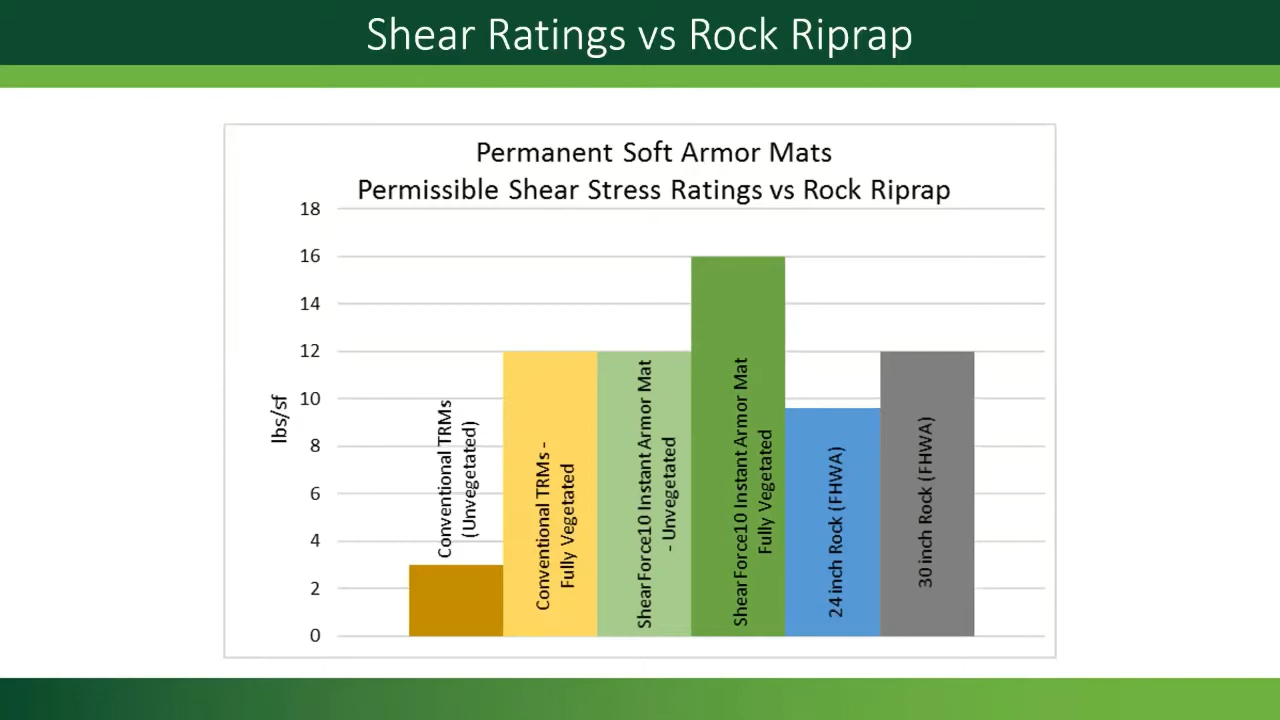 Shear Ratings vs Rock Riprap
Permanent Soft Armor Mats
Permissible Shear Stress Ratings vs Rock Riprap
18
16
14
12
10
8
6
4
2
0
lbs/sf
Conventional TRMs
(Unvegetated)
Conventional TRMs -
Fully Vegetated
ShearForce10 Instant Armor Mat
- Unvegetated
ShearForce10 Instant Armor Mat
Fully Vegetated
24 inch Rock (FHWA)
30 inch Rock (FHWA)